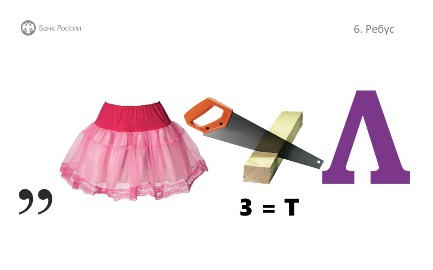 Банк России
6. Ребус
,, Л
3 = Т